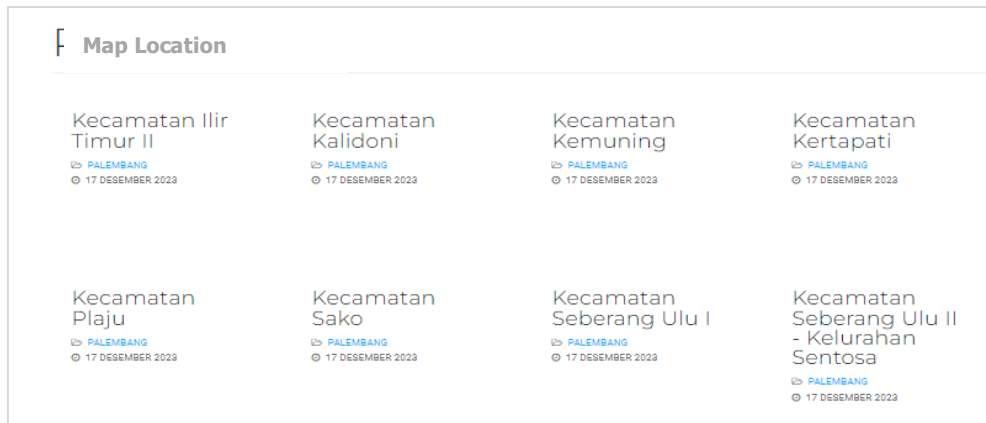 Map Location
Kecamatan Ilir
Timur II
PALEMBANG
17 DESEMBER 2023
Kecamatan
Kalidoni
PALEMBANG
17 DESEMBER 2023
Kecamatan
Kemuning
PALEMBANG
17 DESEMBER 2023
Kecamatan
Kertapati
PALEMBANG
17 DESEMBER 2023
Kecamatan
Plaju
PALEMBANG
17 DESEMBER 2023
Kecamatan
Sako
PALEMBANG
17 DESEMBER 2023
Kecamatan
Seberang Ulu I
PALEMBANG
17 DESEMBER 2023
Kecamatan
Seberang Ulu II
- Kelurahan
Sentosa
PALEMBANG
17 DESEMBER 2023